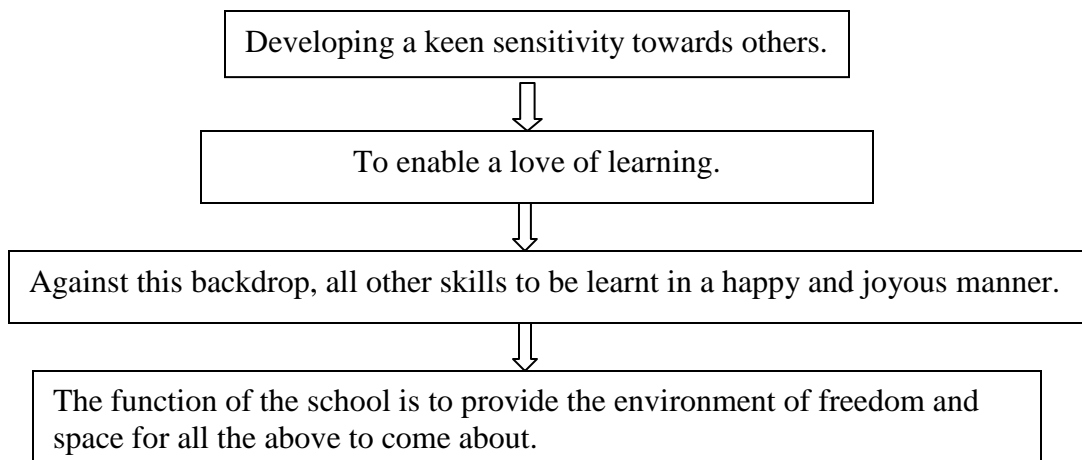 Developing a keen sensitivity towards others.
To enable a love of learning.
Against this backdrop, all other skills to be learnt in a happy and joyous manner.
The function of the school is to provide the environment of freedom and
space for all the above to come about.